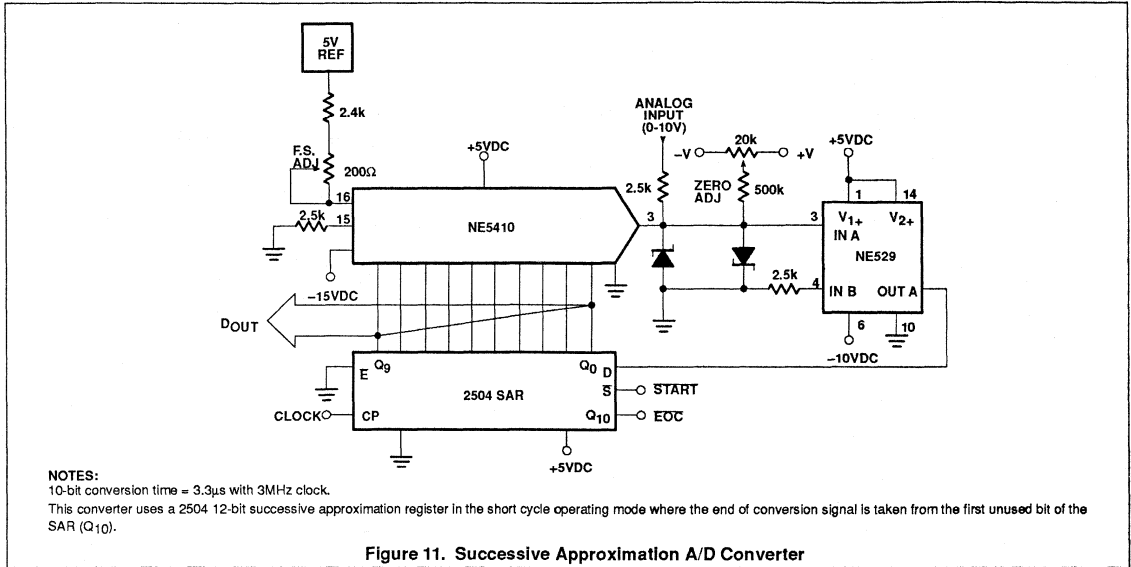 5V
REF
2.4k
F.S.
ADJ
200Ω
+5VDC
16
2.5k
15
NE5410
–15VDC
ANALOG
INPUT
(0-10V)
20k
–V
+V
2.5k
ZERO
ADJ
500k
3
+5VDC
1
14
3
V1+
V2+
IN A
NE529
2.5k
4
IN B
OUT A
6
10
–10VDC
DOUT
Q9
Q0
D
E
S
START
2504 SAR
CLOCK
CP
Q10
EOC
+5VDC
NOTES:
10-bit conversion time = 3.3µs with 3MHz clock.
This converter uses a 2504 12-bit successive approximation register in the short cycle operating mode where the end of conversion signal is taken from the first unused bit of the
SAR (Q10).
Figure 11. Successive Approximation A/D Converter